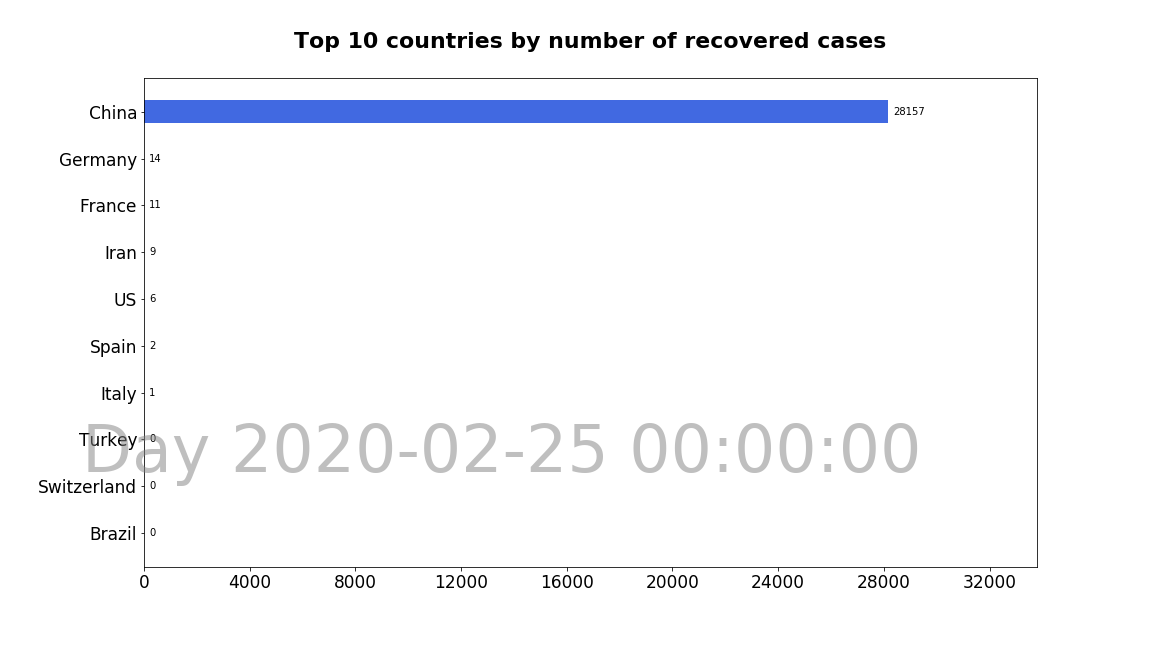 Top 10 countries by number of recovered cases
China 28157
Germany 14
France 11
Iran 9
US 6
Spain 2
Italy 1
Turkey 0
Day 2020-02-25 00:00:00
Switzerland 0
Brazil 0
0 4000 8000 12000 16000 20000 24000 28000 32000